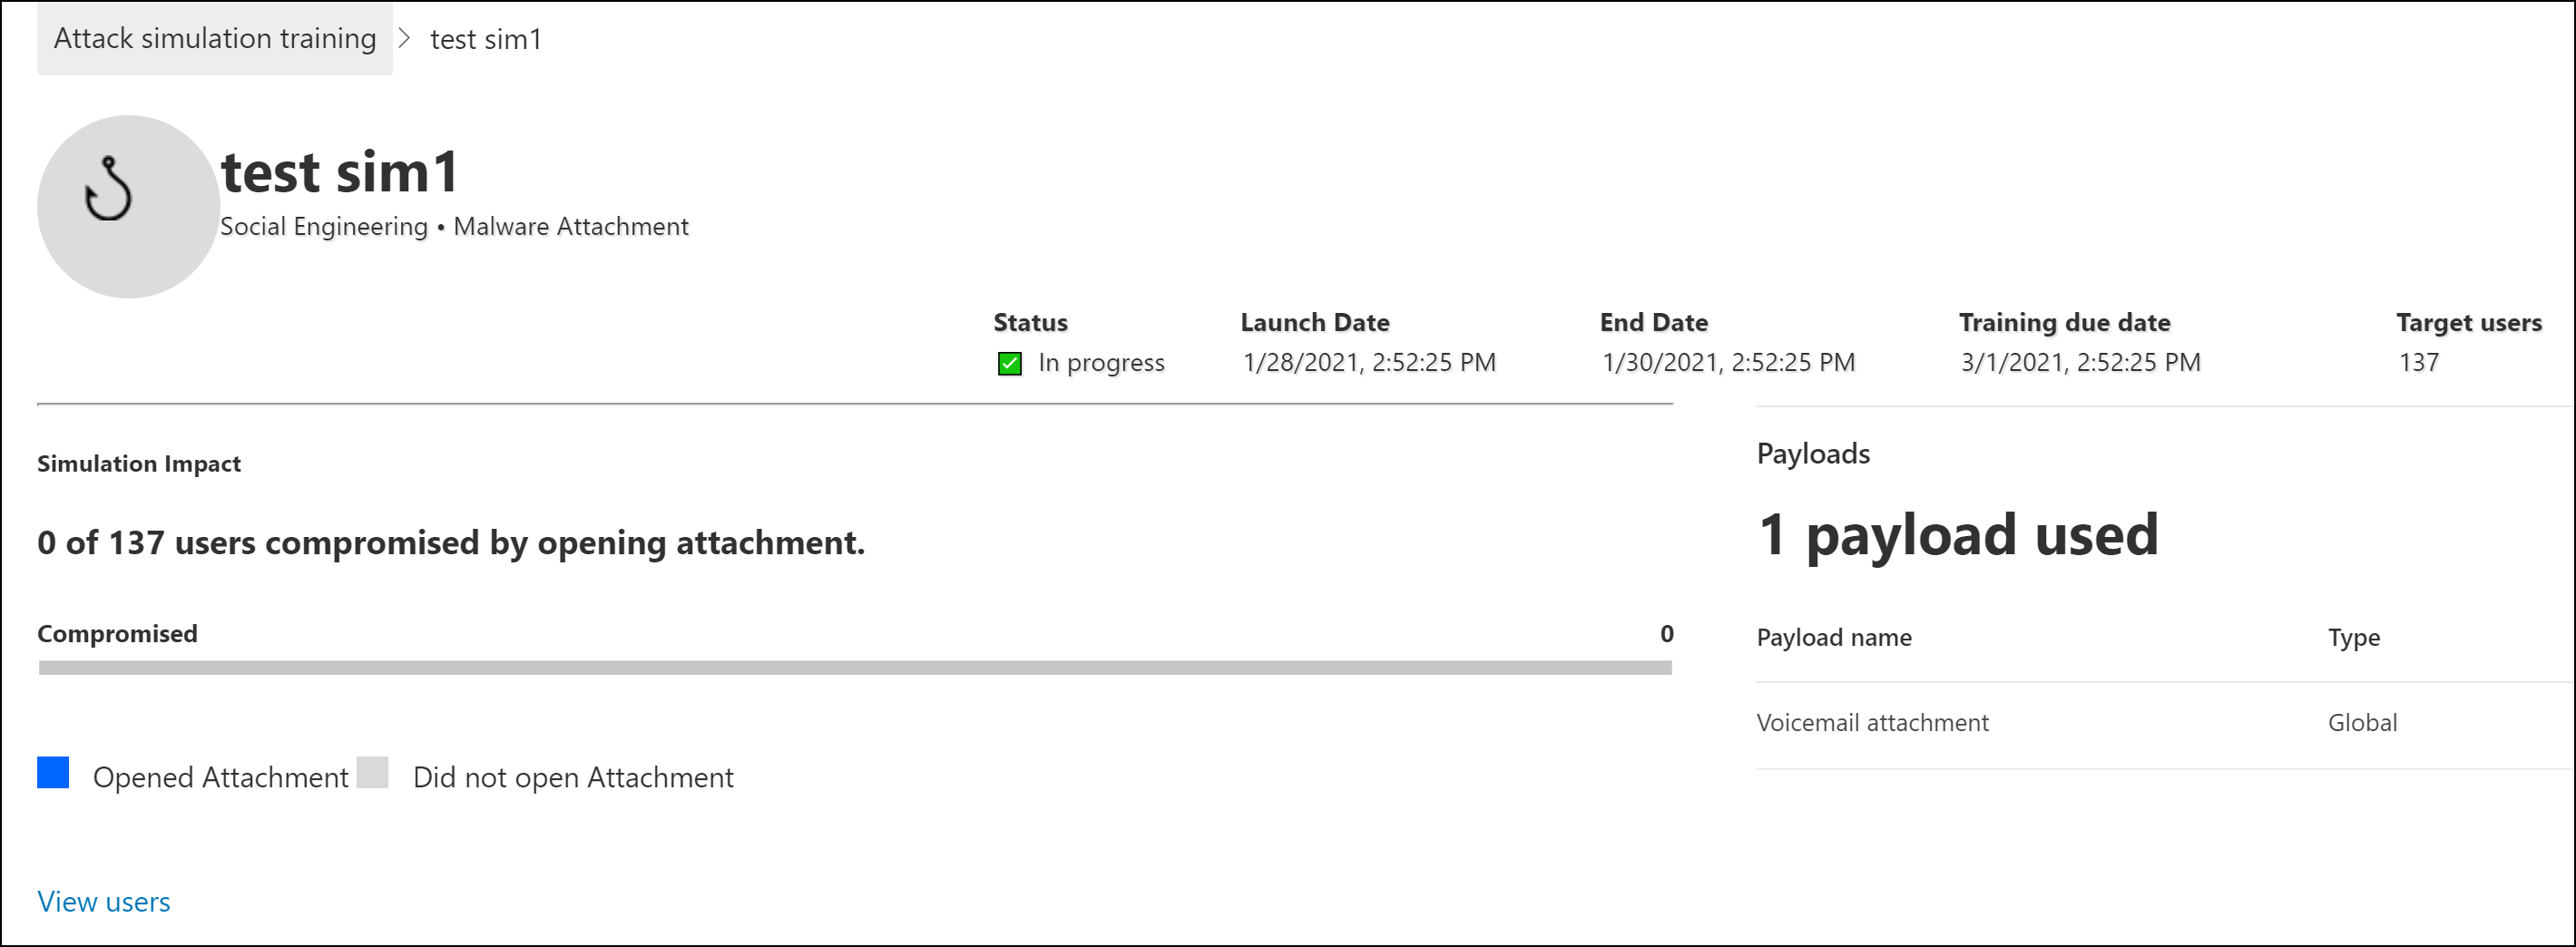 Attack simulation training > test sim1
test sim1
Social Engineering • Malware Attachment
Status Launch Date End Date Training due date Target users
In progress 1/28/2021, 2:52:25 PM 1/30/2021, 2:52:25 PM 3/1/2021, 2:52:25 PM 137
Simulation Impact
0 of 137 users compromised by opening attachment.
Compromised 0
Opened Attachment Did not open Attachment
View users
Payloads
1 payload used
Payload name Type
Voicemail attachment Global